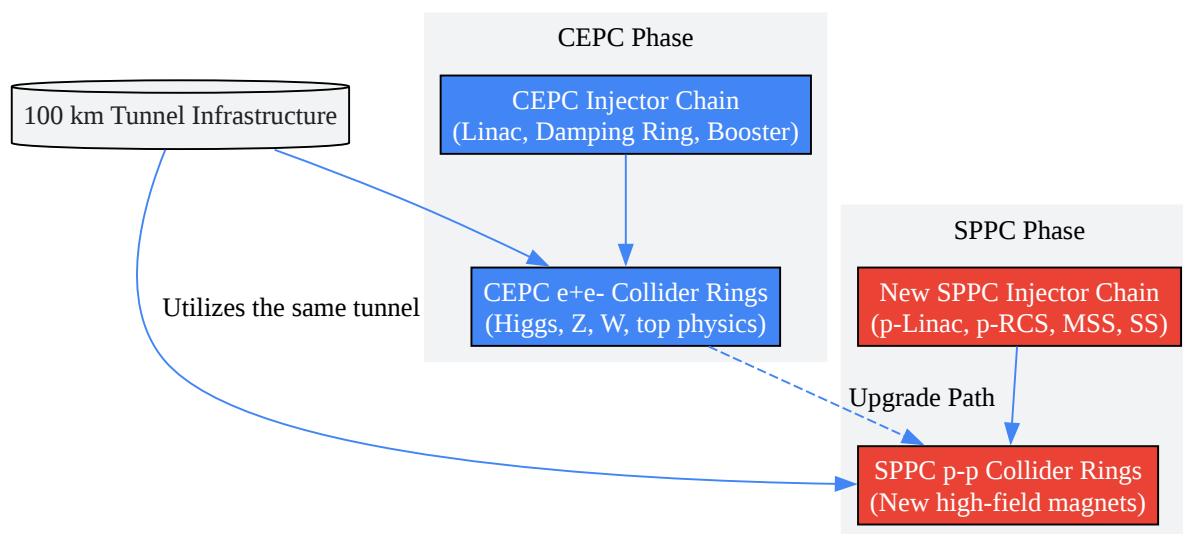 CEPC Phase
100 km Tunnel Infrastructure
CEPC Injector Chain
(Linac, Damping Ring, Booster)
SPPC Phase
CEPC e+e- Collider Rings
(Higgs, Z, W, top physics)
New SPPC Injector Chain
(p-Linac, p-RCS, MSS, SS)
Utilizes the same tunnel
Upgrade Path
SPPC p-p Collider Rings
(New high-field magnets)